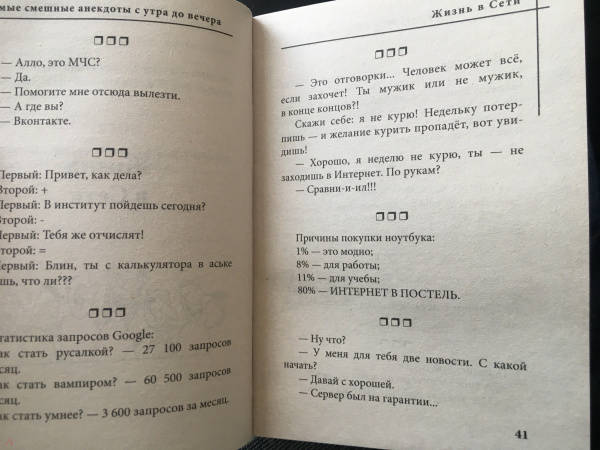 мые смешные анекдоты с утра до вечера
— Алло, это МЧС?
— Да.
— Помогите мне отсюда вылезти.
— А где вы?
— Вконтакте.
Первый: Привет, как дела?
Второй: +
Первый: В институт пойдешь сегодня?
Второй: -
Первый: Тебя же отчислят!
Второй: =
Первый: Блин, ты с калькулятора в аське
шь, что ли???
татистика запросов Google:
ак стать русалкой? — 27 100 запросов
сяц.
ак стать вампиром? — 60 500 запросов
сяц.
ак стать умнее? — 3 600 запросов за месяц.
Жизнь в Сети
— Это отговорки... Человек может всё,
если захочет! Ты мужик или не мужик,
в конце концов?!
Скажи себе: я не курю! Недельку потер-
пишь — и желание курить пропадёт, вот уви-
дишь!
— Хорошо, я неделю не курю, ты — не
заходишь в Интернет. По рукам?
— Сравни-и-ил!!!
Причины покупки ноутбука:
1% — это модно;
8% — для работы;
11% — для учебы;
80% — ИНТЕРНЕТ В ПОСТЕЛЬ.
— Ну что?
— У меня для тебя две новости. С какой
начать?
— Давай с хорошей.
— Сервер был на гарантии...
41